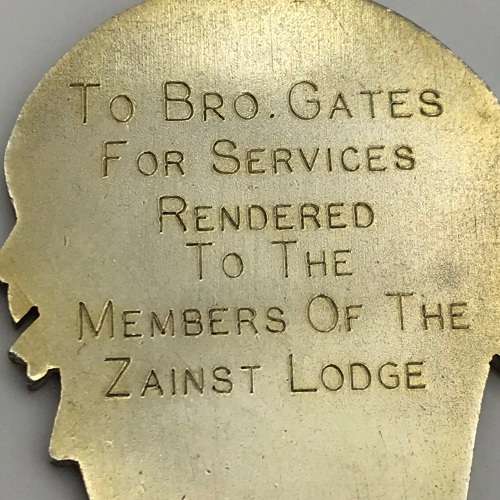 To Bro. Gates
For Services
Rendered
To The
Members Of The
Zainst Lodge